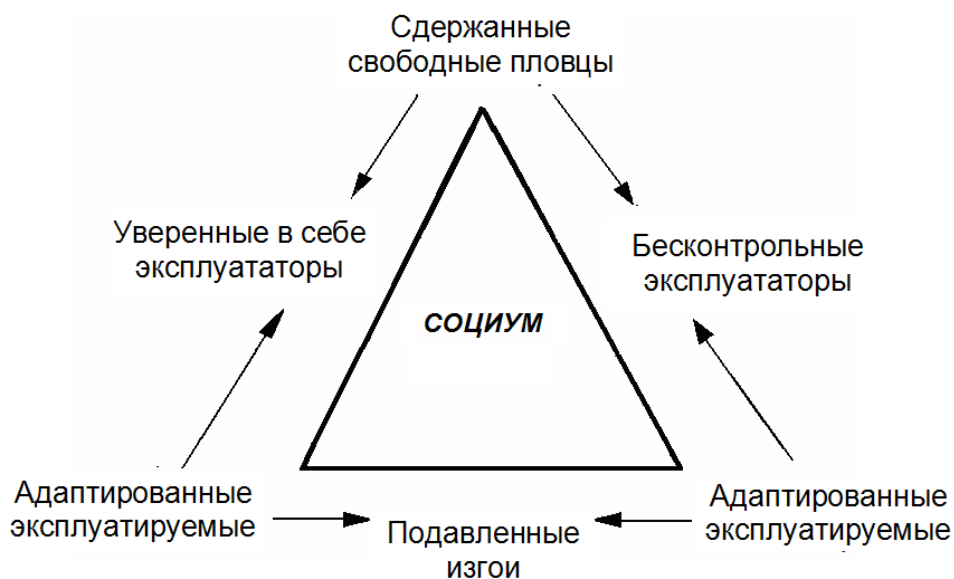 Сдержанные
свободные пловцы
Уверенные в себе
эксплуататоры
Бесконтрольные
эксплуататоры
СОЦИУМ
Адаптированные
эксплуатируемые
Подавленные
изгои
Адаптированные
эксплуатируемые